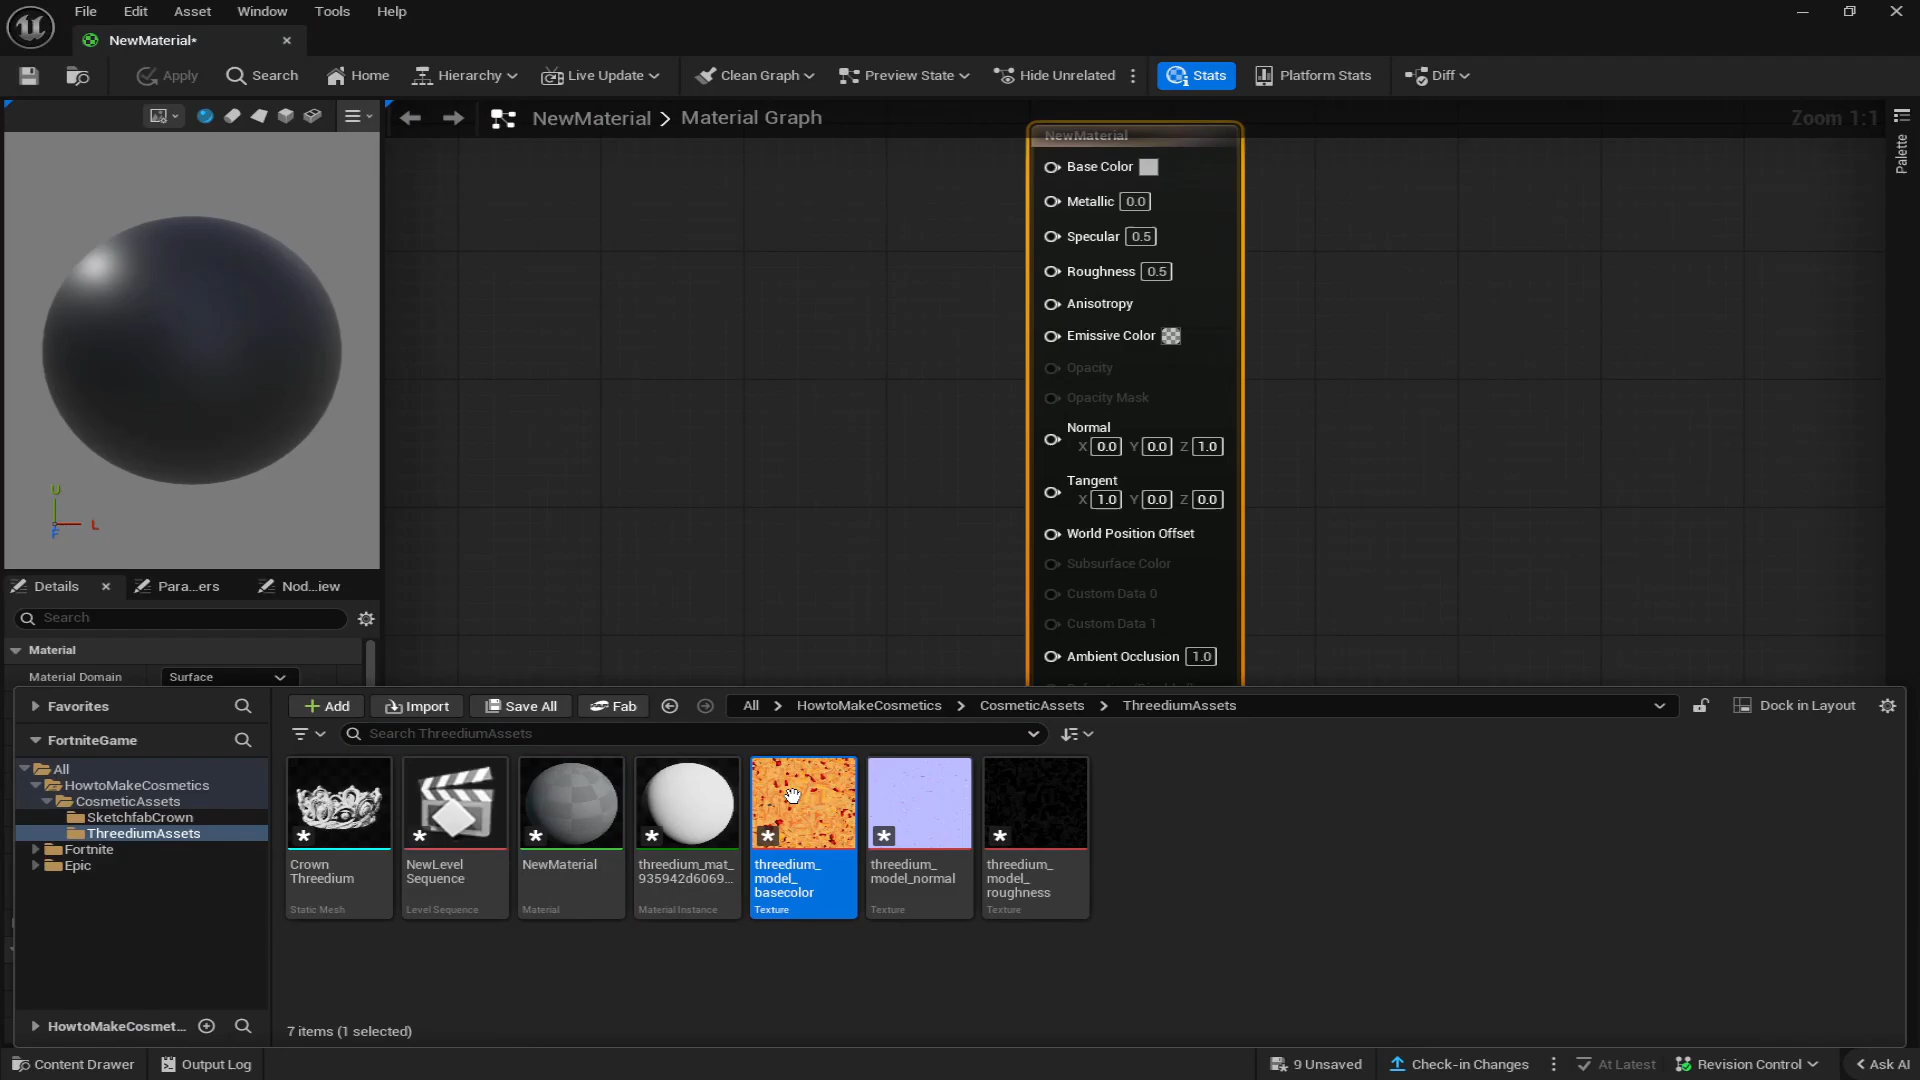 File Edit Asset Window Tools Help
NewMaterial*
Apply Search Home Hierarchy Live Update Clean Graph Preview State Hide Unrelated Stats Platform Stats Diff
NewMaterial > Material Graph
Zoom 1:1
Palette
NewMaterial
Base Color
Metallic 0.0
Specular 0.5
Roughness 0.5
Anisotropy
Emissive Color
Opacity
Opacity Mask
Normal
X 0.0 Y 0.0 Z 1.0
Tangent
X 1.0 Y 0.0 Z 0.0
World Position Offset
Subsurface Color
Custom Data 0
Custom Data 1
Ambient Occlusion 1.0
U
L
F
Details Para...ers Nod...iew
Search
Material
Material Domain Surface
Favorites
FortniteGame
All
HowtoMakeCosmetics
CosmeticAssets
SketchfabCrown
ThreediumAssets
Fortnite
Epic
HowtoMakeCosmet...
Add Import Save All Fab All > HowtoMakeCosmetics > CosmeticAssets > ThreediumAssets Dock in Layout
Search ThreediumAssets
Crown
Threedium
Static Mesh
NewLevel
Sequence
Level Sequence
NewMaterial
Material
threedium_mat_
935942d6069...
Material Instance
threedium_
model_
basecolor
Texture
threedium_
model_normal
Texture
threedium_
model_
roughness
Texture
7 items (1 selected)
Content Drawer Output Log 9 Unsaved Check-in Changes At Latest Revision Control < Ask AI